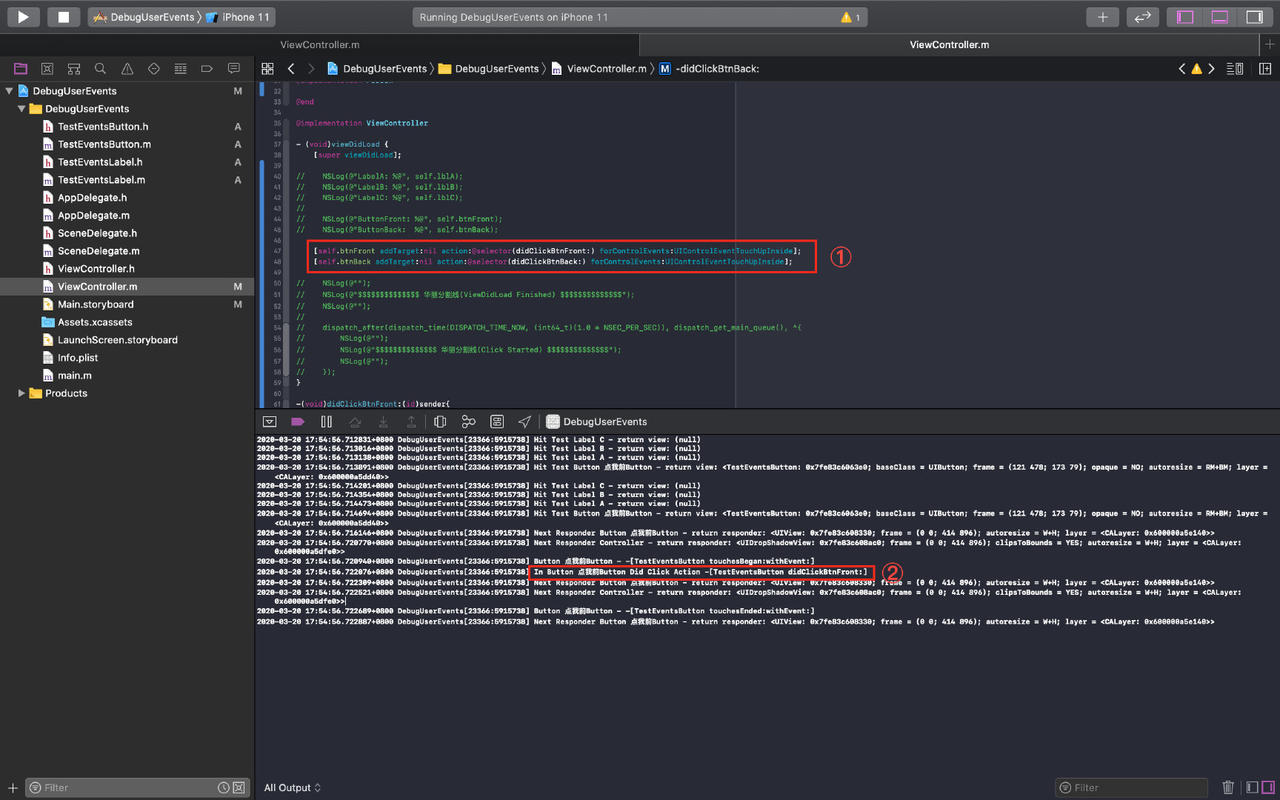 DebugUserEvents
iPhone 11
Running DebugUserEvents on iPhone 11
1
ViewController.m
ViewController.m
DebugUserEvents
DebugUserEvents
ViewController.m
M
-didClickBtnBack:
DebugUserEvents M
DebugUserEvents
TestEventsButton.h A
TestEventsButton.m A
TestEventsLabel.h A
TestEventsLabel.m A
AppDelegate.h
AppDelegate.m
SceneDelegate.h
SceneDelegate.m
ViewController.h
ViewController.m M
Main.storyboard M
Assets.xcassets
LaunchScreen.storyboard
Info.plist
main.m
Products
Filter
32
33 @end
34
35 @implementation ViewController
36
37 - (void)viewDidLoad {
38 [super viewDidLoad];
39
40 // NSLog(@"LabelA: %@", self.lblA);
41 // NSLog(@"LabelB: %@", self.lblB);
42 // NSLog(@"LabelC: %@", self.lblC);
43 //
44 // NSLog(@"ButtonFront: %@", self.btnFront);
45 // NSLog(@"ButtonBack: %@", self.btnBack);
46
47 [self.btnFront addTarget:nil action:@selector(didClickBtnFront:) forControlEvents:UIControlEventTouchUpInside];
48 [self.btnBack addTarget:nil action:@selector(didClickBtnBack:) forControlEvents:UIControlEventTouchUpInside];
①
49
50 // NSLog(@"");
51 // NSLog(@"$$$$$$$$$$$$$$ 华丽分割线(ViewDidLoad Finished) $$$$$$$$$$$$$$");
52 // NSLog(@"");
53 //
54 // dispatch_after(dispatch_time(DISPATCH_TIME_NOW, (int64_t)(1.0 * NSEC_PER_SEC)), dispatch_get_main_queue(), ^{
55 // NSLog(@"");
56 // NSLog(@"$$$$$$$$$$$$$$ 华丽分割线(Click Started) $$$$$$$$$$$$$$");
57 // NSLog(@"");
58 // });
59 }
60
61 -(void)didClickBtnFront:(id)sender{
DebugUserEvents
2020-03-20 17:54:56.712831+0800 DebugUserEvents[23366:5915738] Hit Test Label C - return view: (null)
2020-03-20 17:54:56.713016+0800 DebugUserEvents[23366:5915738] Hit Test Label B - return view: (null)
2020-03-20 17:54:56.713138+0800 DebugUserEvents[23366:5915738] Hit Test Label A - return view: (null)
2020-03-20 17:54:56.713891+0800 DebugUserEvents[23366:5915738] Hit Test Button 点我前Button - return view: <TestEventsButton: 0x7fe83c6063e0; baseClass = UIButton; frame = (121 478; 173 79); opaque = NO; autoresize = RM+BM; layer =
<CALayer: 0x600000a5dd40>>
2020-03-20 17:54:56.714201+0800 DebugUserEvents[23366:5915738] Hit Test Label C - return view: (null)
2020-03-20 17:54:56.714354+0800 DebugUserEvents[23366:5915738] Hit Test Label B - return view: (null)
2020-03-20 17:54:56.714473+0800 DebugUserEvents[23366:5915738] Hit Test Label A - return view: (null)
2020-03-20 17:54:56.714694+0800 DebugUserEvents[23366:5915738] Hit Test Button 点我前Button - return view: <TestEventsButton: 0x7fe83c6063e0; baseClass = UIButton; frame = (121 478; 173 79); opaque = NO; autoresize = RM+BM; layer =
<CALayer: 0x600000a5dd40>>
2020-03-20 17:54:56.716146+0800 DebugUserEvents[23366:5915738] Next Responder Button 点我前Button - return responder: <UIView: 0x7fe83c608330; frame = (0 0; 414 896); autoresize = W+H; layer = <CALayer: 0x600000a5e140>>
2020-03-20 17:54:56.720770+0800 DebugUserEvents[23366:5915738] Next Responder Controller - return responder: <UIDropShadowView: 0x7fe83c608ac0; frame = (0 0; 414 896); clipsToBounds = YES; autoresize = W+H; layer = <CALayer:
0x600000a5dfe0>>
2020-03-20 17:54:56.720940+0800 DebugUserEvents[23366:5915738] Button 点我前Button - -[TestEventsButton touchesBegan:withEvent:]
2020-03-20 17:54:56.722076+0800 DebugUserEvents[23366:5915738] In Button 点我前Button Did Click Action -[TestEventsButton didClickBtnFront:]
②
2020-03-20 17:54:56.722309+0800 DebugUserEvents[23366:5915738] Next Responder Button 点我前Button - return responder: <UIView: 0x7fe83c608330; frame = (0 0; 414 896); autoresize = W+H; layer = <CALayer: 0x600000a5e140>>
2020-03-20 17:54:56.722521+0800 DebugUserEvents[23366:5915738] Next Responder Controller - return responder: <UIDropShadowView: 0x7fe83c608ac0; frame = (0 0; 414 896); clipsToBounds = YES; autoresize = W+H; layer = <CALayer:
0x600000a5dfe0>>
2020-03-20 17:54:56.722689+0800 DebugUserEvents[23366:5915738] Button 点我前Button - -[TestEventsButton touchesEnded:withEvent:]
2020-03-20 17:54:56.722887+0800 DebugUserEvents[23366:5915738] Next Responder Button 点我前Button - return responder: <UIView: 0x7fe83c608330; frame = (0 0; 414 896); autoresize = W+H; layer = <CALayer: 0x600000a5e140>>
All Output
Filter